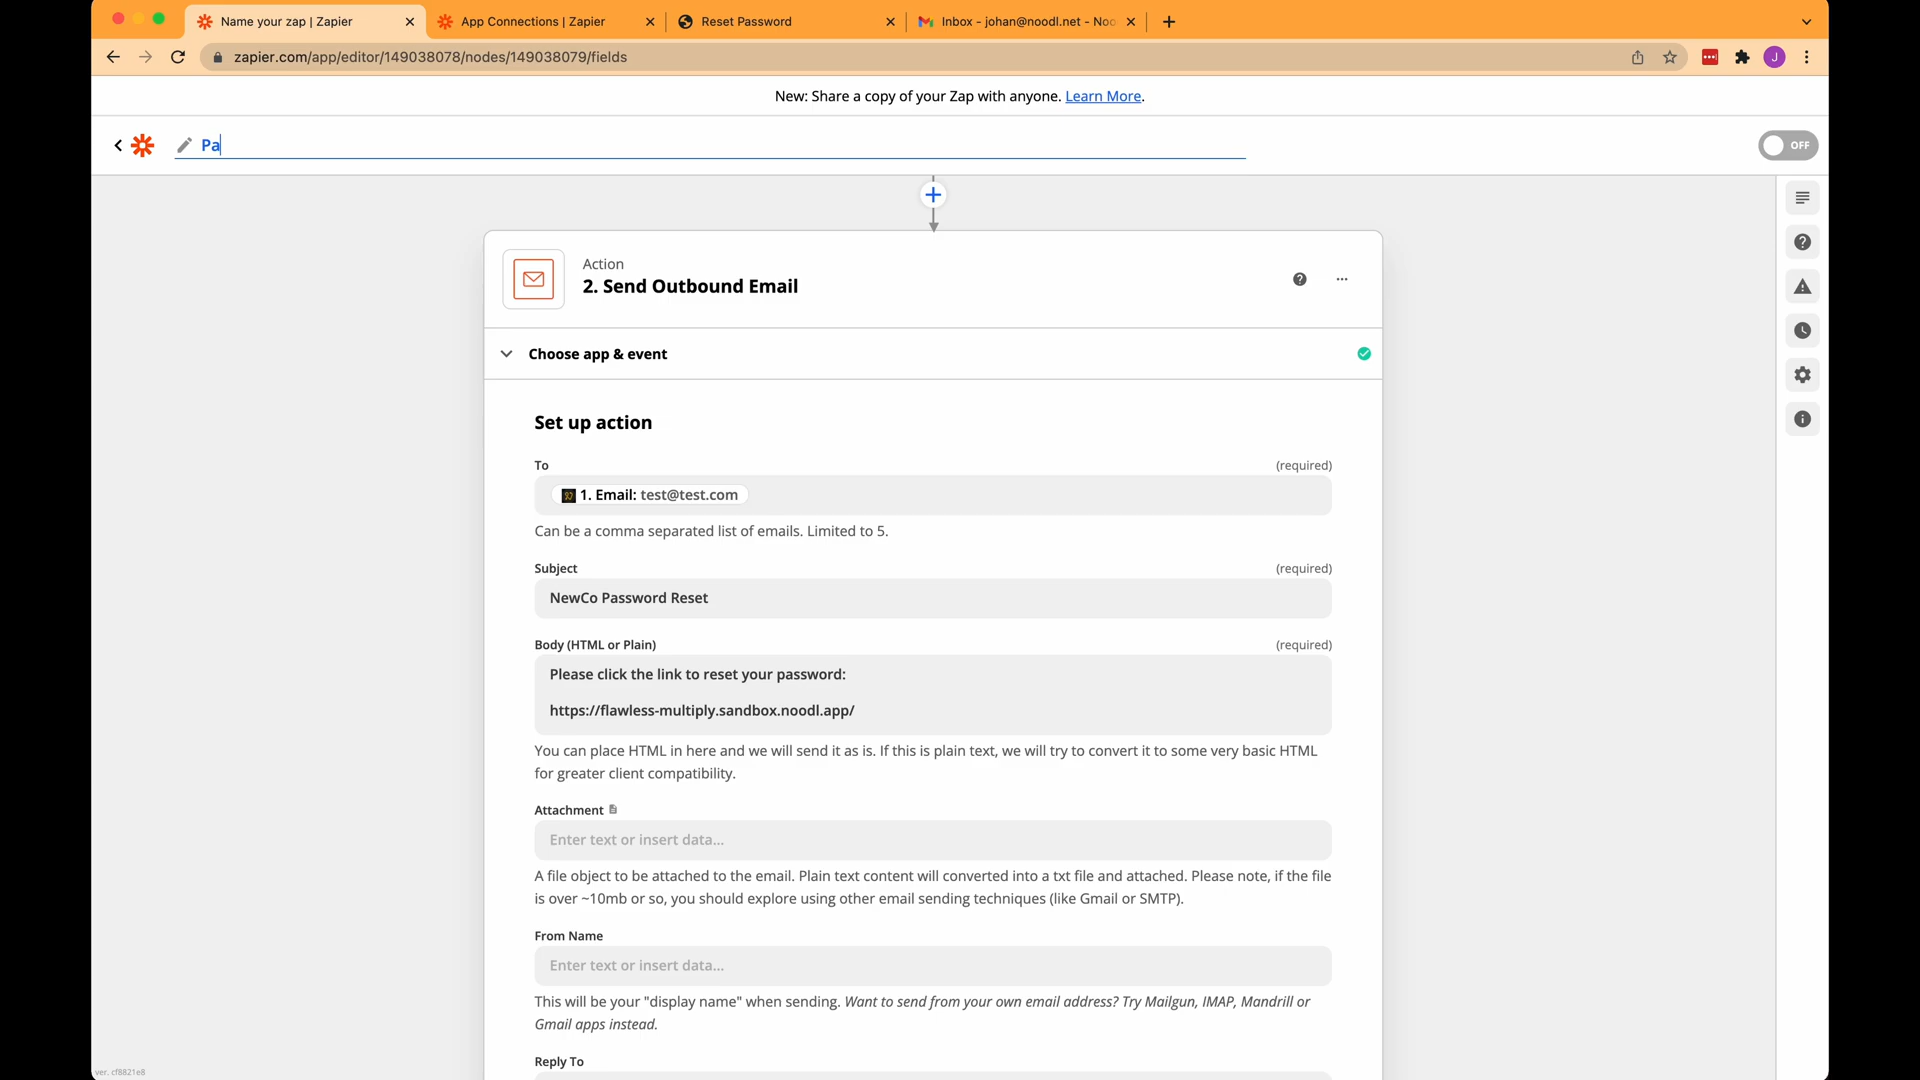 Name your zap | Zapier
App Connections | Zapier
Reset Password
Inbox - johan@noodl.net - Noo
zapier.com/app/editor/149038078/nodes/149038079/fields
J
New: Share a copy of your Zap with anyone. Learn More.
Pa
OFF
Action
2. Send Outbound Email
Choose app & event
Set up action
To (required)
1. Email: test@test.com
Can be a comma separated list of emails. Limited to 5.
Subject (required)
NewCo Password Reset
Body (HTML or Plain) (required)
Please click the link to reset your password:
https://flawless-multiply.sandbox.noodl.app/
You can place HTML in here and we will send it as is. If this is plain text, we will try to convert it to some very basic HTML
for greater client compatibility.
Attachment
Enter text or insert data...
A file object to be attached to the email. Plain text content will converted into a txt file and attached. Please note, if the file
is over ~10mb or so, you should explore using other email sending techniques (like Gmail or SMTP).
From Name
Enter text or insert data...
This will be your "display name" when sending. Want to send from your own email address? Try Mailgun, IMAP, Mandrill or
Gmail apps instead.
Reply To
ver. cf8821e8